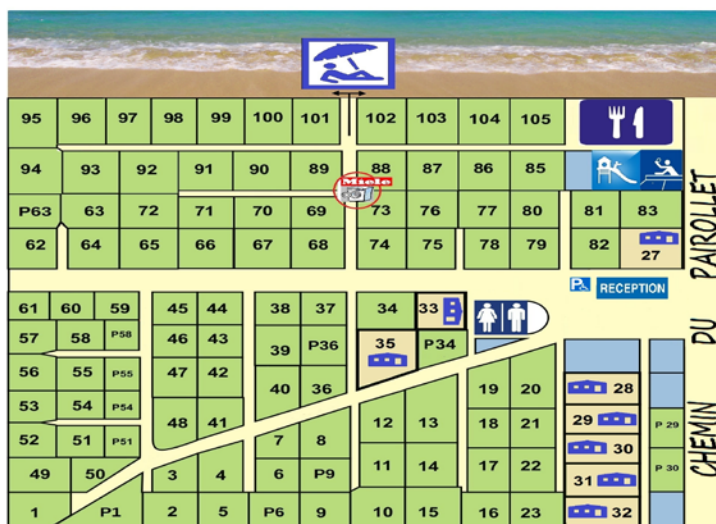 95 96 97 98 99 100 101 102 103 104 105
94 93 92 91 90 89 88 87 86 85
Miele
P63 63 72 71 70 69 73 76 77 80 81 83
62 64 65 66 67 68 74 75 78 79 82 27
P RECEPTION
61 60 59 45 44 38 37 34 33
57 58 P58 46 43 39 P36 35 P34
56 55 P55 47 42 40 36 19 20 28
53 54 P54 48 41 12 13 18 21 29 P 29
52 51 P51 7 8 30
49 50 3 4 6 P9 11 14 17 22 31 P 30
1 P1 2 5 P6 9 10 15 16 23 32
CHEMIN DU PAIROLLET